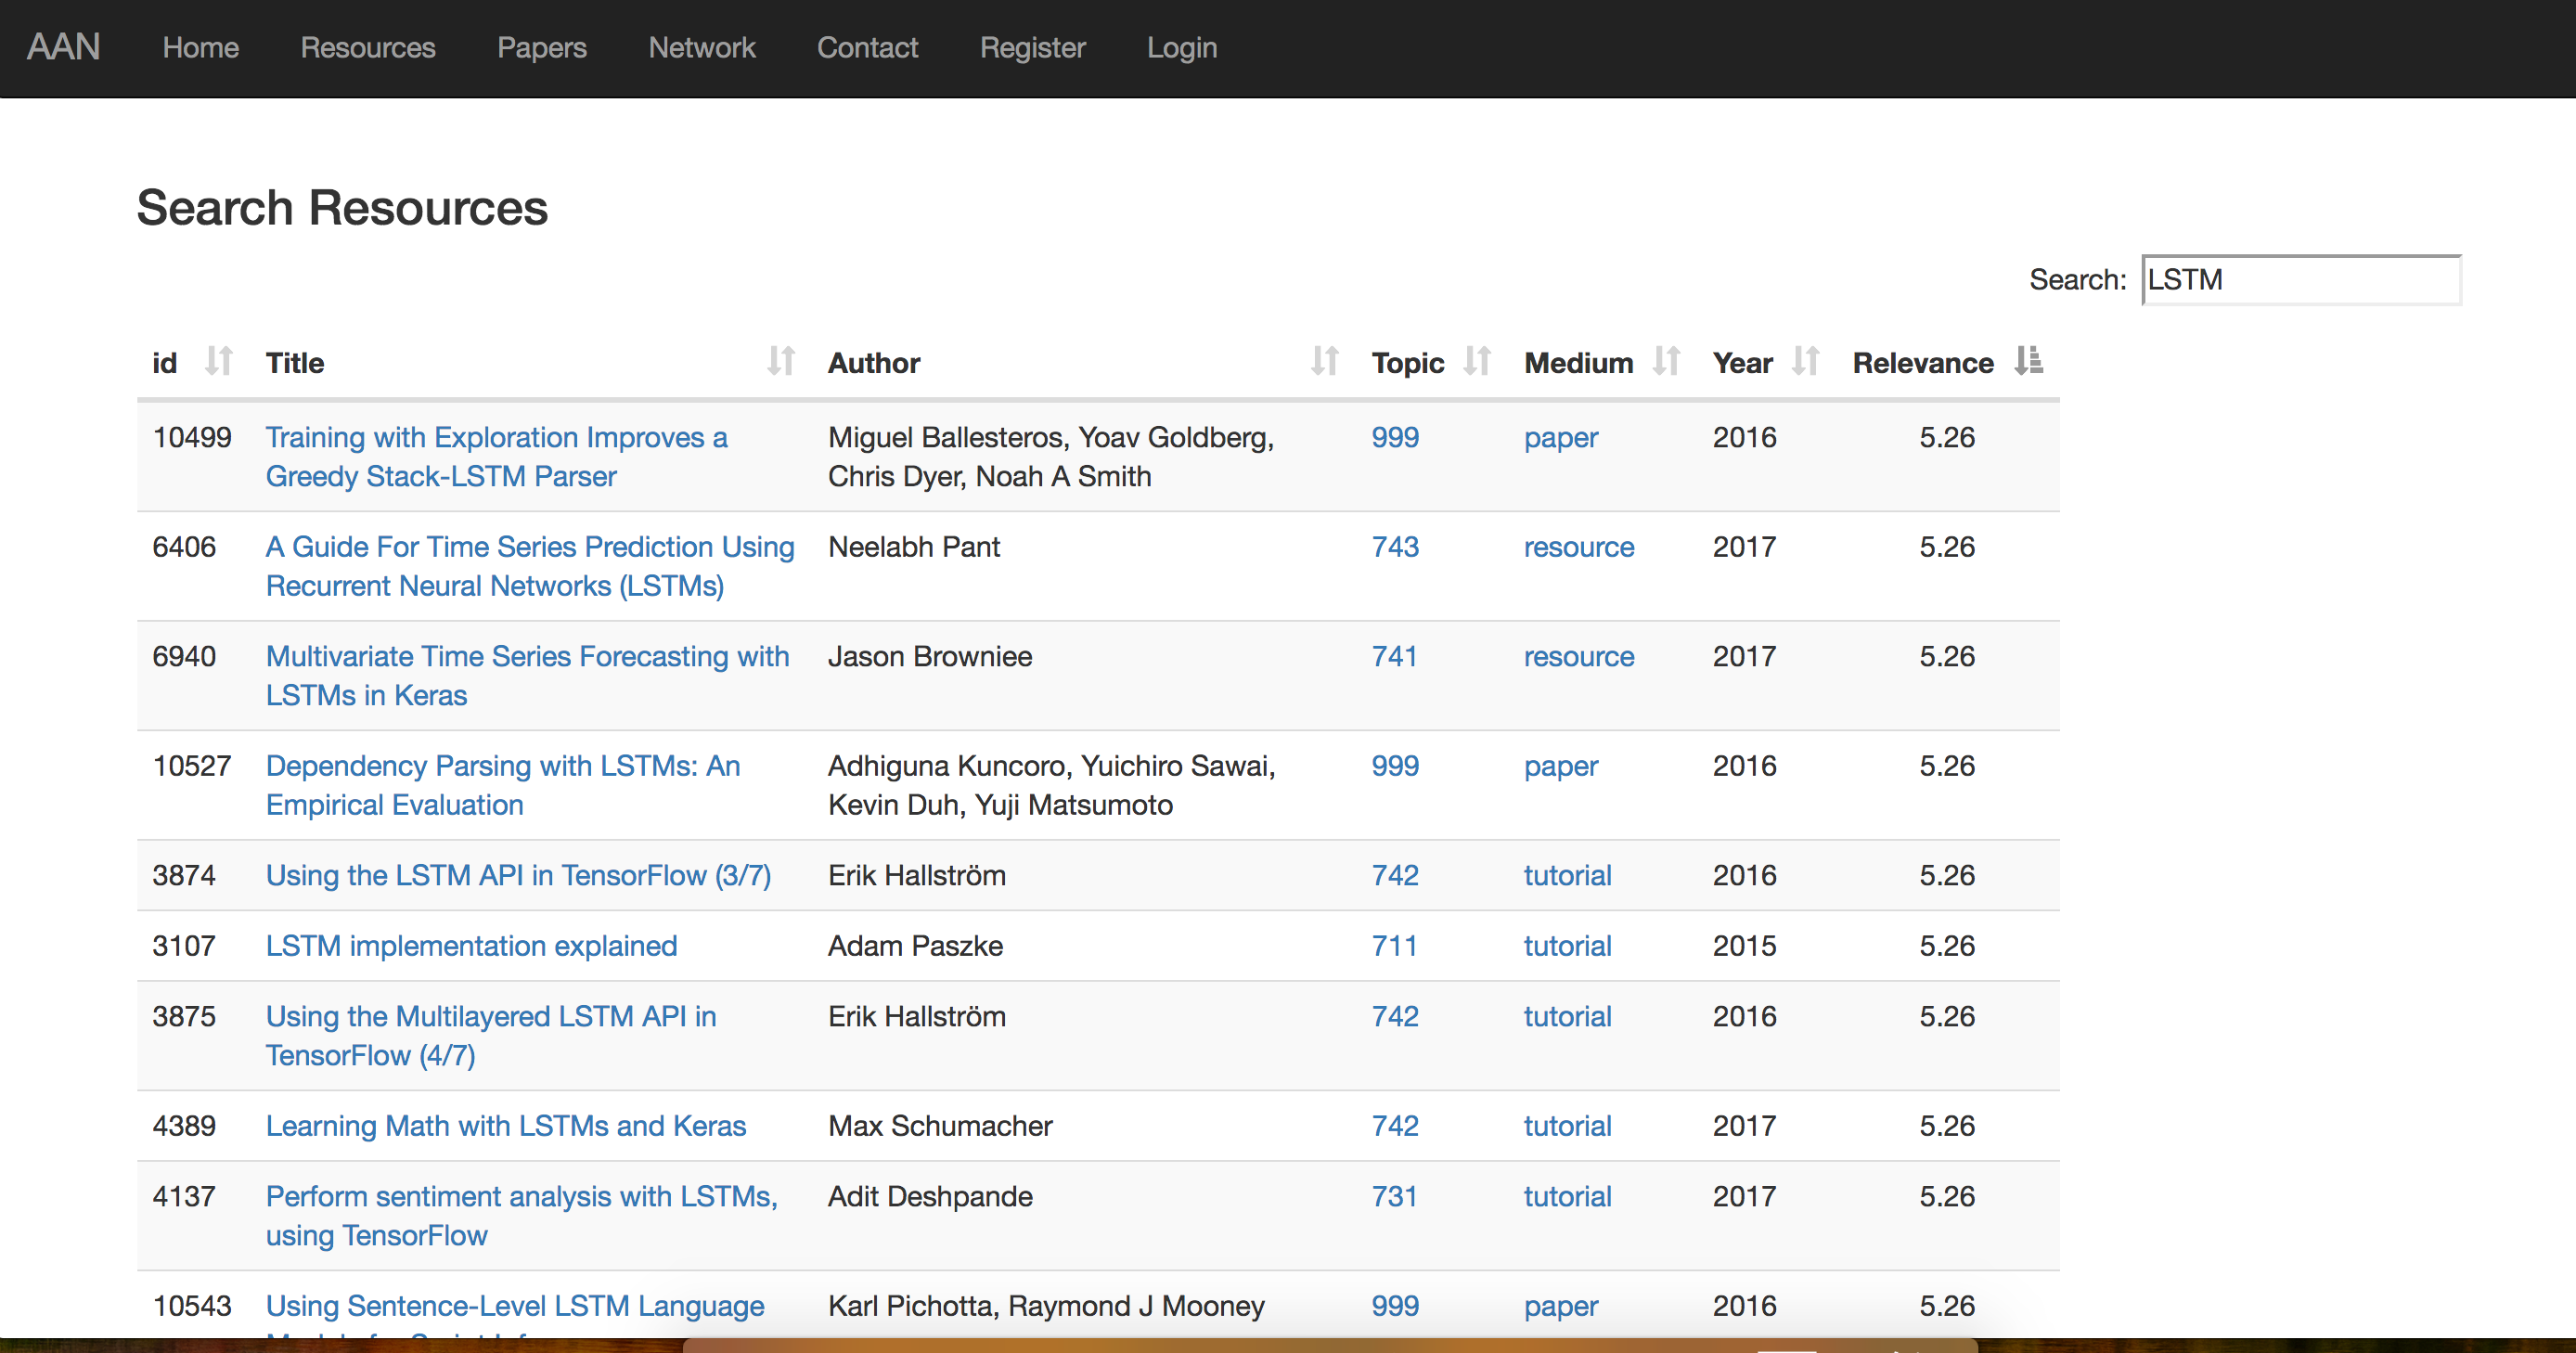 AAN Home Resources Papers Network Contact Register Login
Search Resources
Search: LSTM
id Title Author Topic Medium Year Relevance
10499 Training with Exploration Improves a Miguel Ballesteros, Yoav Goldberg, 999 paper 2016 5.26
Greedy Stack-LSTM Parser Chris Dyer, Noah A Smith
6406 A Guide For Time Series Prediction Using Neelabh Pant 743 resource 2017 5.26
Recurrent Neural Networks (LSTMs)
6940 Multivariate Time Series Forecasting with Jason Browniee 741 resource 2017 5.26
LSTMs in Keras
10527 Dependency Parsing with LSTMs: An Adhiguna Kuncoro, Yuichiro Sawai, 999 paper 2016 5.26
Empirical Evaluation Kevin Duh, Yuji Matsumoto
3874 Using the LSTM API in TensorFlow (3/7) Erik Hallström 742 tutorial 2016 5.26
3107 LSTM implementation explained Adam Paszke 711 tutorial 2015 5.26
3875 Using the Multilayered LSTM API in Erik Hallström 742 tutorial 2016 5.26
TensorFlow (4/7)
4389 Learning Math with LSTMs and Keras Max Schumacher 742 tutorial 2017 5.26
4137 Perform sentiment analysis with LSTMs, Adit Deshpande 731 tutorial 2017 5.26
using TensorFlow
10543 Using Sentence-Level LSTM Language Karl Pichotta, Raymond J Mooney 999 paper 2016 5.26